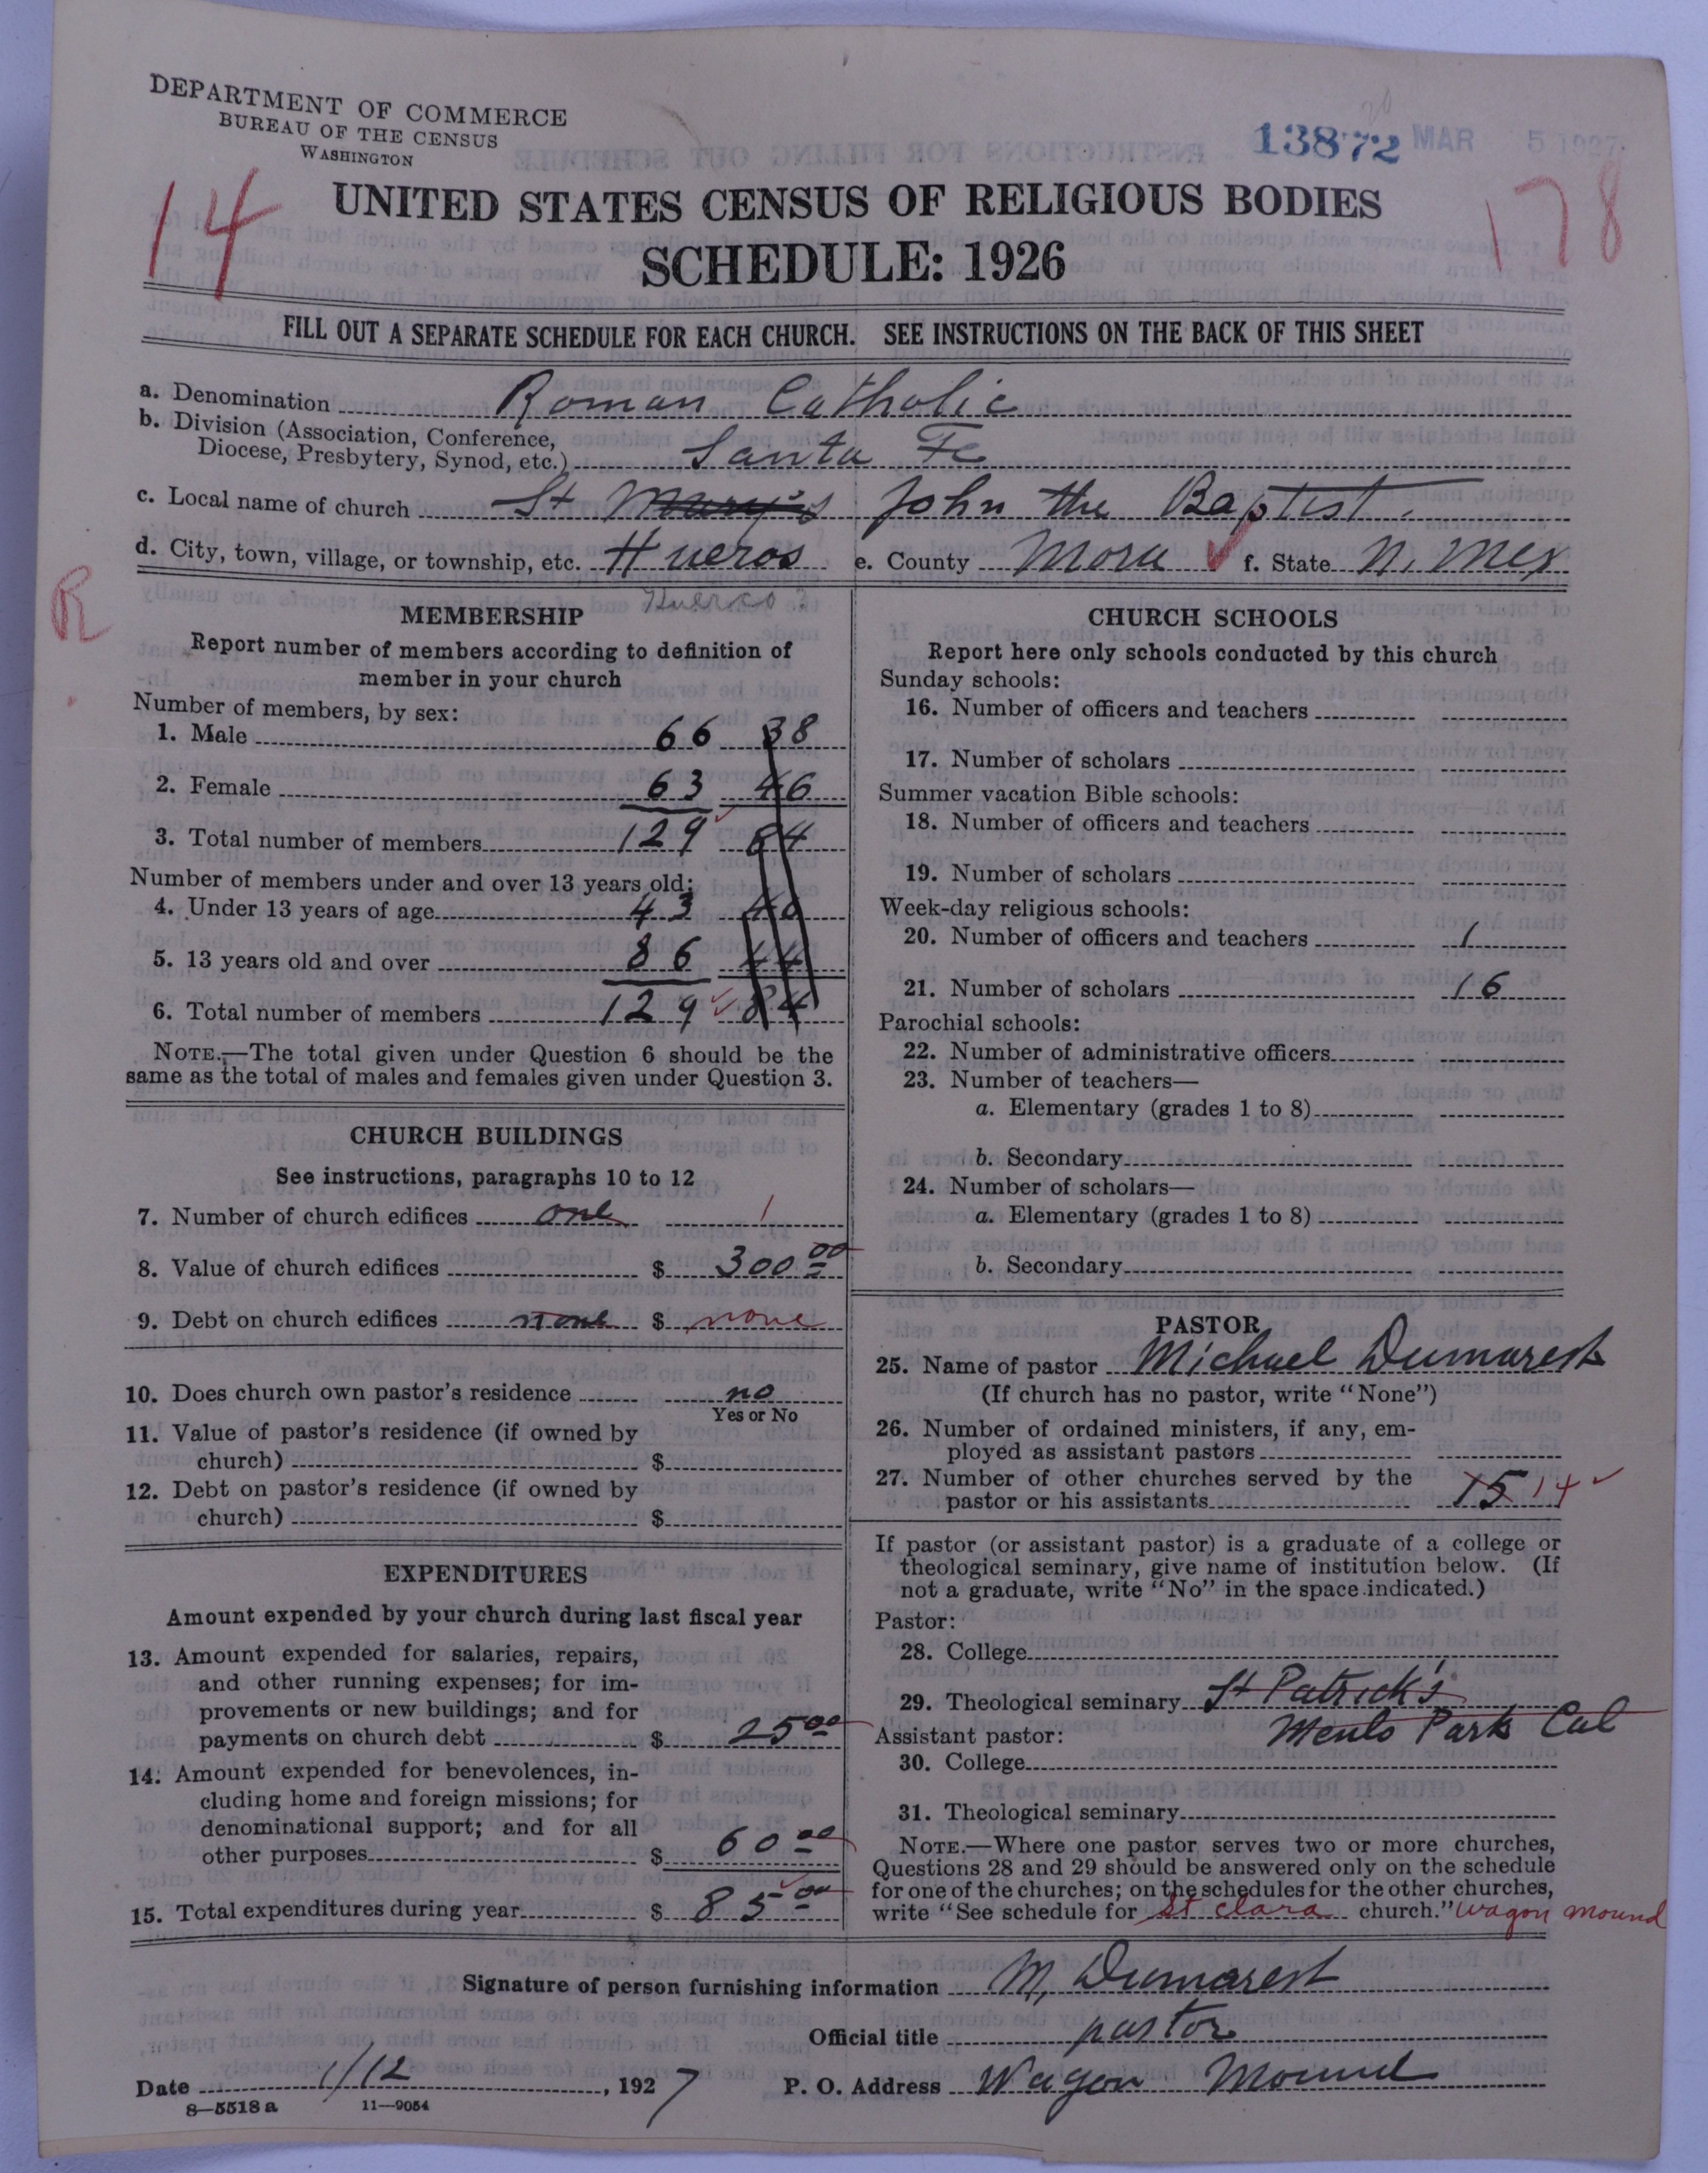 DEPARTMENT OF COMMERCE
BUREAU OF THE CENSUS
WASHINGTON
13872 MAR 5 1927
14
178
UNITED STATES CENSUS OF RELIGIOUS BODIES
SCHEDULE: 1926
FILL OUT A SEPARATE SCHEDULE FOR EACH CHURCH. SEE INSTRUCTIONS ON THE BACK OF THIS SHEET
a. Denomination Roman Catholic
b. Division (Association, Conference,
Diocese, Presbytery, Synod, etc.) Santa Fe
c. Local name of church St Mary's John the Baptist.
d. City, town, village, or township, etc. Hueros e. County Mora ✓ f. State N. Mex
R
Huerco?
MEMBERSHIP
Report number of members according to definition of
member in your church
Number of members, by sex:
1. Male 66 38
2. Female 63 46
3. Total number of members 129 84
Number of members under and over 13 years old:
4. Under 13 years of age 43 40
5. 13 years old and over 86 44
6. Total number of members 129 84
NOTE.—The total given under Question 6 should be the
same as the total of males and females given under Question 3.
CHURCH BUILDINGS
See instructions, paragraphs 10 to 12
7. Number of church edifices one 1
8. Value of church edifices $ 300 00
9. Debt on church edifices none $ none
10. Does church own pastor's residence no
Yes or No
11. Value of pastor's residence (if owned by
church) $
12. Debt on pastor's residence (if owned by
church) $
EXPENDITURES
Amount expended by your church during last fiscal year
13. Amount expended for salaries, repairs,
and other running expenses; for im-
provements or new buildings; and for
payments on church debt $ 25 00
14. Amount expended for benevolences, in-
cluding home and foreign missions; for
denominational support; and for all
other purposes $ 60 00
15. Total expenditures during year $ 85 00
CHURCH SCHOOLS
Report here only schools conducted by this church
Sunday schools:
16. Number of officers and teachers
17. Number of scholars
Summer vacation Bible schools:
18. Number of officers and teachers
19. Number of scholars
Week-day religious schools:
20. Number of officers and teachers 1
21. Number of scholars 16
Parochial schools:
22. Number of administrative officers
23. Number of teachers—
a. Elementary (grades 1 to 8)
b. Secondary
24. Number of scholars—
a. Elementary (grades 1 to 8)
b. Secondary
PASTOR
25. Name of pastor Michael Dumarest
(If church has no pastor, write "None")
26. Number of ordained ministers, if any, em-
ployed as assistant pastors
27. Number of other churches served by the
pastor or his assistants 15 14 ✓
If pastor (or assistant pastor) is a graduate of a college or
theological seminary, give name of institution below. (If
not a graduate, write "No" in the space indicated.)
Pastor:
28. College
29. Theological seminary St Patrick's
Menlo Park Cal
Assistant pastor:
30. College
31. Theological seminary
NOTE.—Where one pastor serves two or more churches,
Questions 28 and 29 should be answered only on the schedule
for one of the churches; on the schedules for the other churches,
write "See schedule for St Clara church." Wagon Mound
Signature of person furnishing information M, Dumarest
Official title pastor
Date 1/12, 1927 P. O. Address Wagon Mound
8—5518 a 11—9054